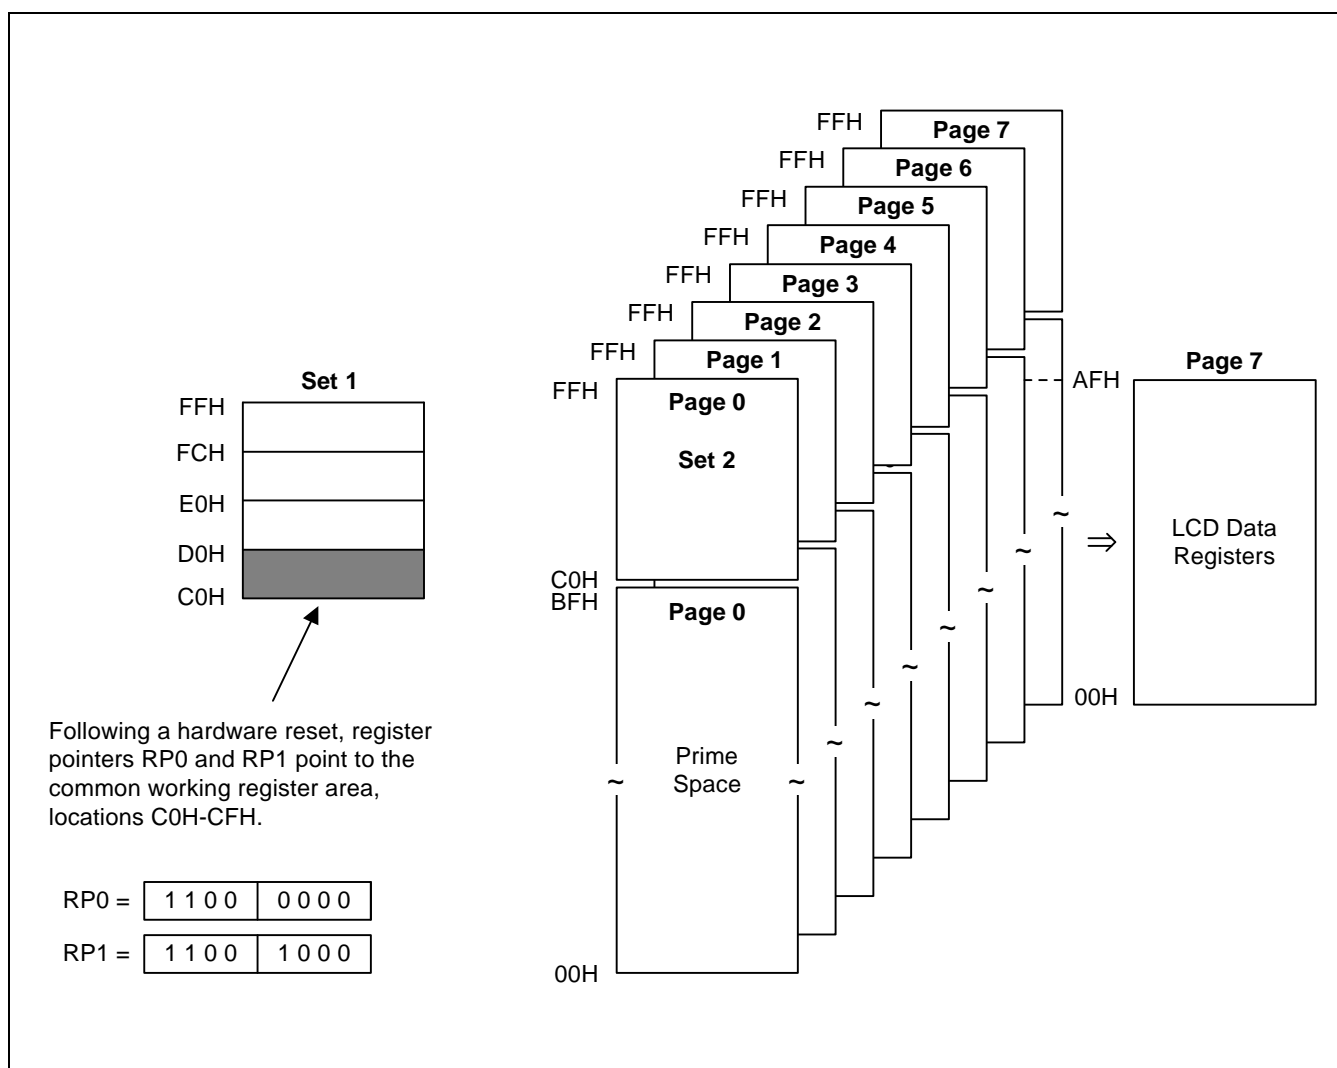 Set 1
FFH
FCH
E0H
D0H
C0H
Following a hardware reset, register
pointers RP0 and RP1 point to the
common working register area,
locations C0H-CFH.
RP0 = 1 1 0 0 0 0 0 0
RP1 = 1 1 0 0 1 0 0 0
FFH Page 7
FFH Page 6
FFH Page 5
FFH Page 4
FFH Page 3
FFH Page 2
FFH Page 1
FFH Page 0
Set 2
C0H
BFH Page 0
~ Prime ~
Space
00H
~
~
~
~
~
~
~
AFH
00H
⇒
Page 7
LCD Data
Registers